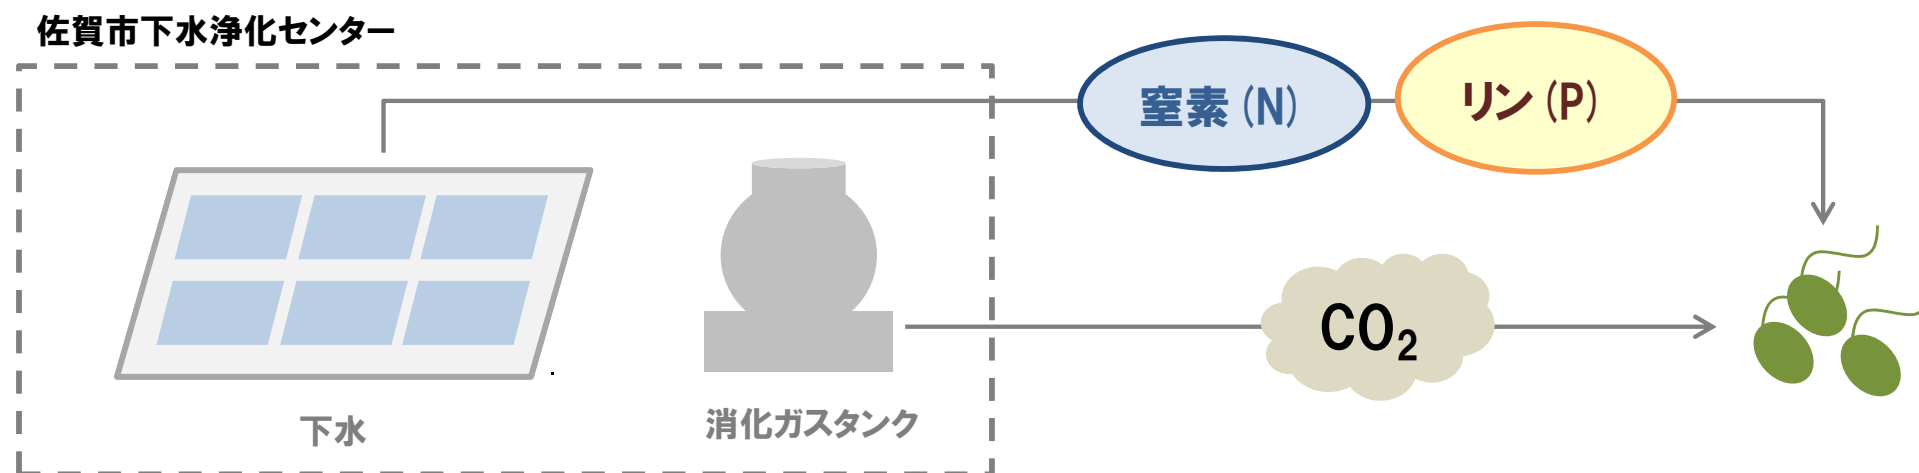 佐賀市下水浄化センター
窒素(N)
リン(P)
CO₂
下水
消化ガスタンク